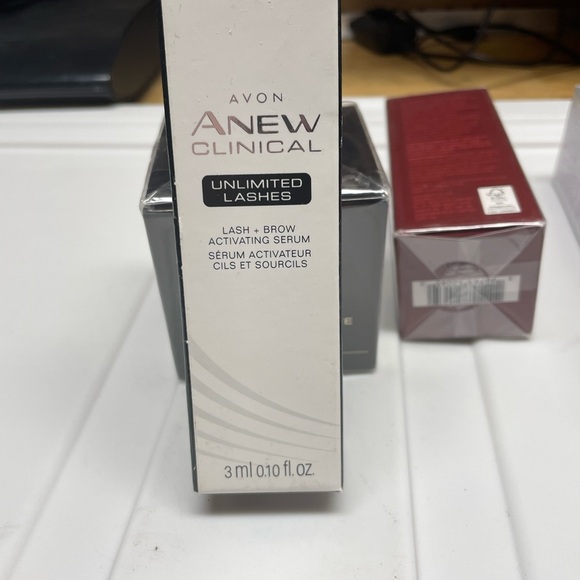 AVON
ANEW
CLINICAL
UNLIMITED
LASHES
LASH + BROW
ACTIVATING SERUM
SÉRUM ACTIVATEUR
CILS ET SOURCILS
3 ml 0.10 fl. oz.
E